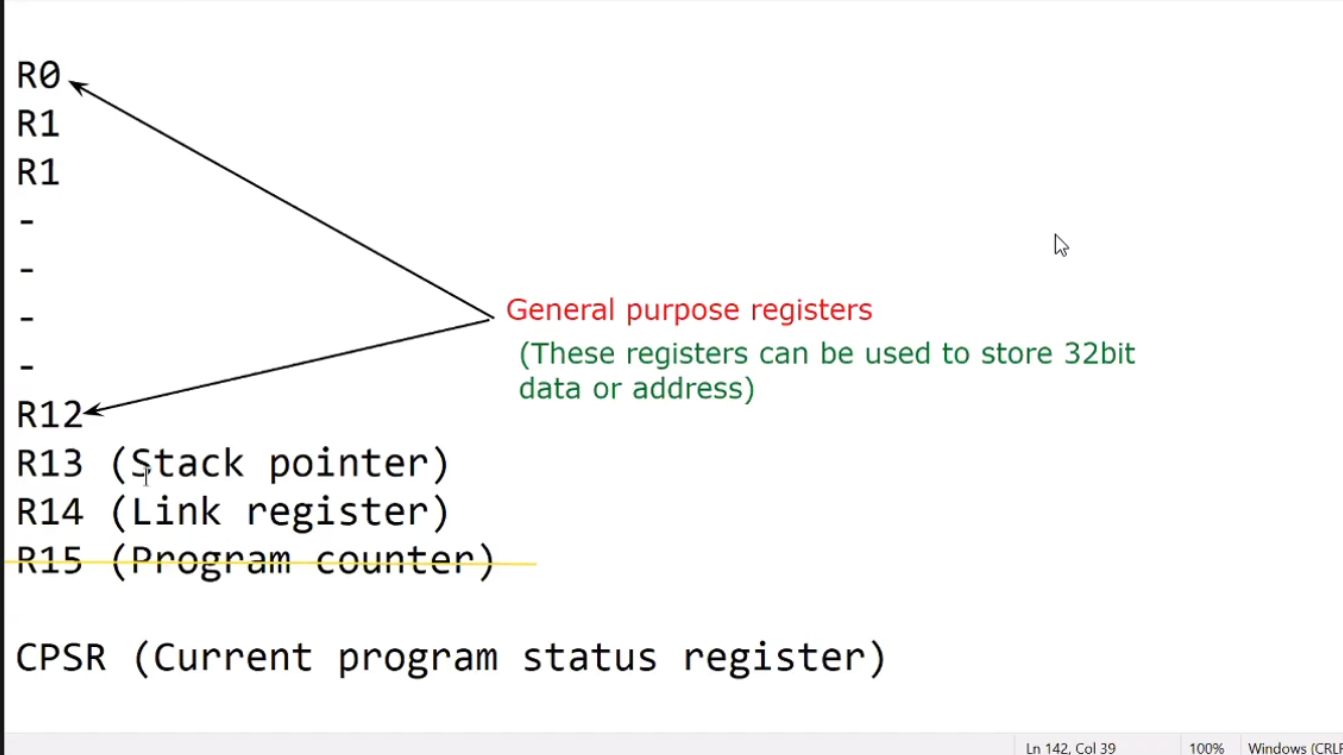 R0
R1
R1
-
-
-
General purpose registers
(These registers can be used to store 32bit
-
data or address)
R12
R13 (Stack pointer)
R14 (Link register)
R15 (Program counter)
CPSR (Current program status register)
Ln 142, Col 39
100%
Windows (CRLF